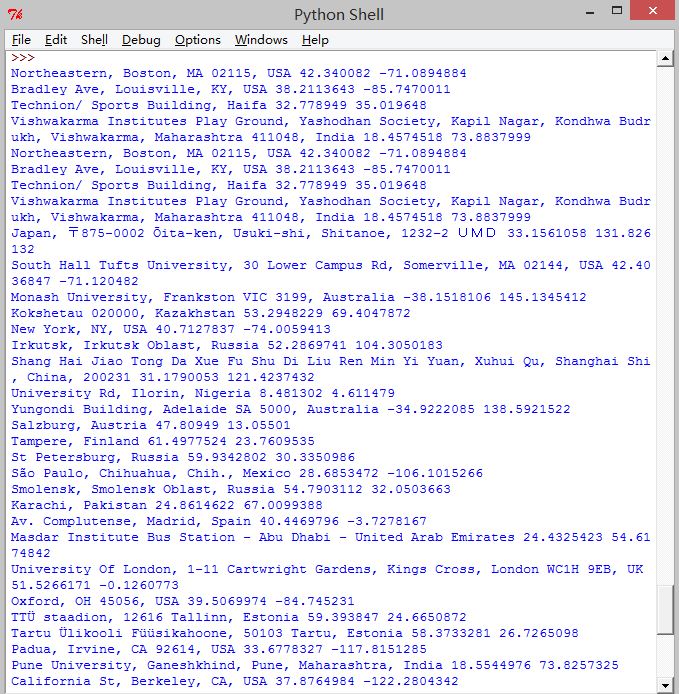 Python Shell
File Edit Shell Debug Options Windows Help
>>>
Northeastern, Boston, MA 02115, USA 42.340082 -71.0894884
Bradley Ave, Louisville, KY, USA 38.2113643 -85.7470011
Technion/ Sports Building, Haifa 32.778949 35.019648
Vishwakarma Institutes Play Ground, Yashodhan Society, Kapil Nagar, Kondhwa Budr
ukh, Vishwakarma, Maharashtra 411048, India 18.4574518 73.8837999
Northeastern, Boston, MA 02115, USA 42.340082 -71.0894884
Bradley Ave, Louisville, KY, USA 38.2113643 -85.7470011
Technion/ Sports Building, Haifa 32.778949 35.019648
Vishwakarma Institutes Play Ground, Yashodhan Society, Kapil Nagar, Kondhwa Budr
ukh, Vishwakarma, Maharashtra 411048, India 18.4574518 73.8837999
Japan, 〒875-0002 Ōita-ken, Usuki-shi, Shitanoe, 1232-2 ＵＭＤ 33.1561058 131.826
132
South Hall Tufts University, 30 Lower Campus Rd, Somerville, MA 02144, USA 42.40
36847 -71.120482
Monash University, Frankston VIC 3199, Australia -38.1518106 145.1345412
Kokshetau 020000, Kazakhstan 53.2948229 69.4047872
New York, NY, USA 40.7127837 -74.0059413
Irkutsk, Irkutsk Oblast, Russia 52.2869741 104.3050183
Shang Hai Jiao Tong Da Xue Fu Shu Di Liu Ren Min Yi Yuan, Xuhui Qu, Shanghai Shi
, China, 200231 31.1790053 121.4237432
University Rd, Ilorin, Nigeria 8.481302 4.611479
Yungondi Building, Adelaide SA 5000, Australia -34.9222085 138.5921522
Salzburg, Austria 47.80949 13.05501
Tampere, Finland 61.4977524 23.7609535
St Petersburg, Russia 59.9342802 30.3350986
São Paulo, Chihuahua, Chih., Mexico 28.6853472 -106.1015266
Smolensk, Smolensk Oblast, Russia 54.7903112 32.0503663
Karachi, Pakistan 24.8614622 67.0099388
Av. Complutense, Madrid, Spain 40.4469796 -3.7278167
Masdar Institute Bus Station - Abu Dhabi - United Arab Emirates 24.4325423 54.61
74842
University Of London, 1-11 Cartwright Gardens, Kings Cross, London WC1H 9EB, UK
51.5266171 -0.1260773
Oxford, OH 45056, USA 39.5069974 -84.745231
TTÜ staadion, 12616 Tallinn, Estonia 59.393847 24.6650872
Tartu Ülikooli Füüsikahoone, 50103 Tartu, Estonia 58.3733281 26.7265098
Padua, Irvine, CA 92614, USA 33.6778327 -117.8151285
Pune University, Ganeshkhind, Pune, Maharashtra, India 18.5544976 73.8257325
California St, Berkeley, CA, USA 37.8764984 -122.2804342